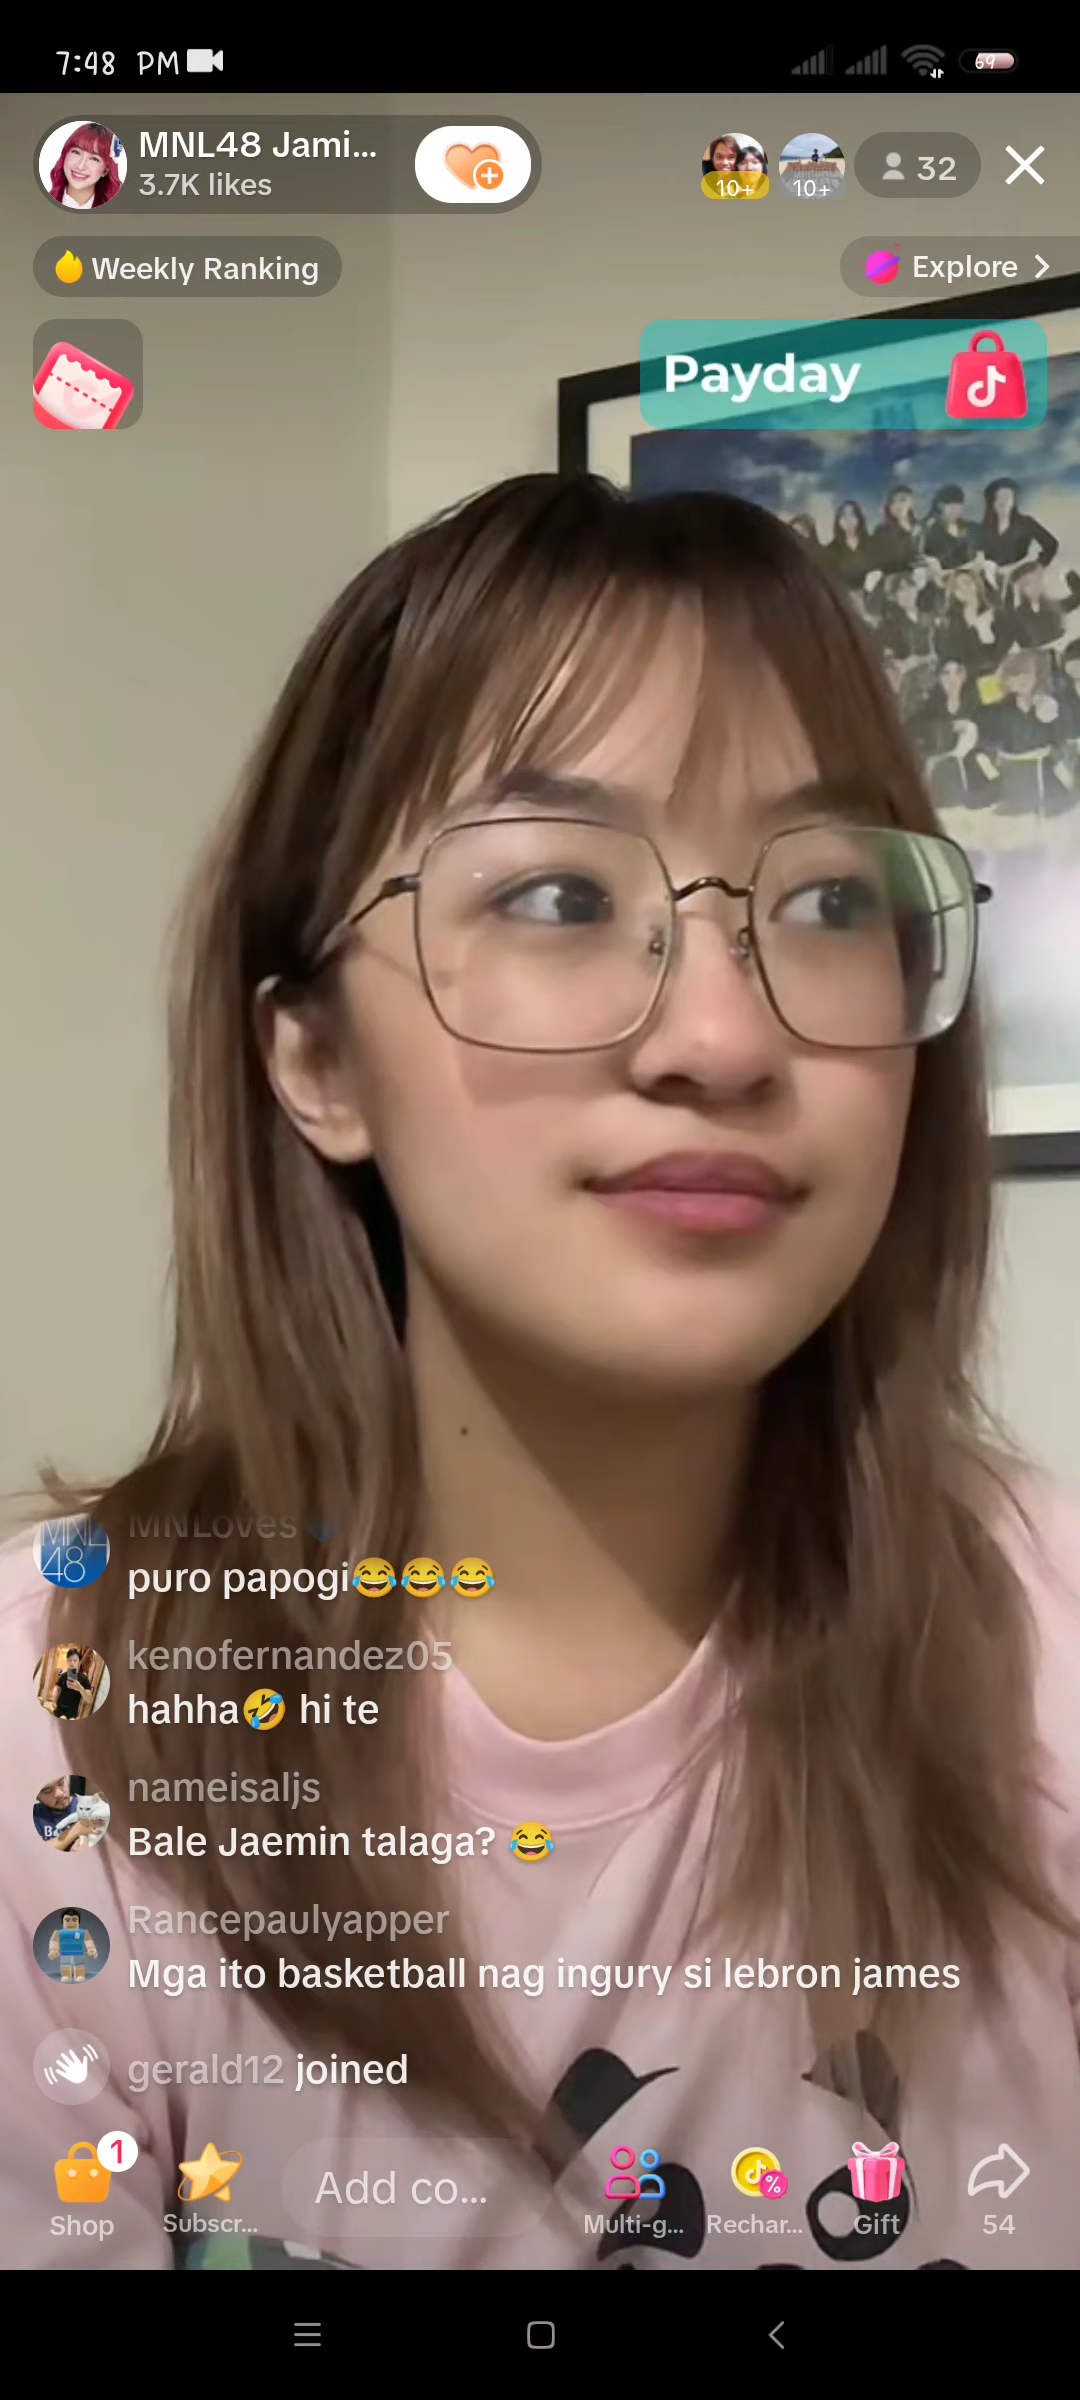 7:48 PM
69
MNL48 Jami...
3.7K likes
10+
10+
32
Weekly Ranking
Explore
Payday
MNL48
MNLoves
puro papogi😂😂😂
kenofernandez05
hahha🤣 hi te
nameisaljs
Bale Jaemin talaga? 😂
Rancepaulyapper
Mga ito basketball nag ingury si lebron james
gerald12 joined
1
Shop
Subscr...
Add co...
Multi-g...
Rechar...
Gift
54